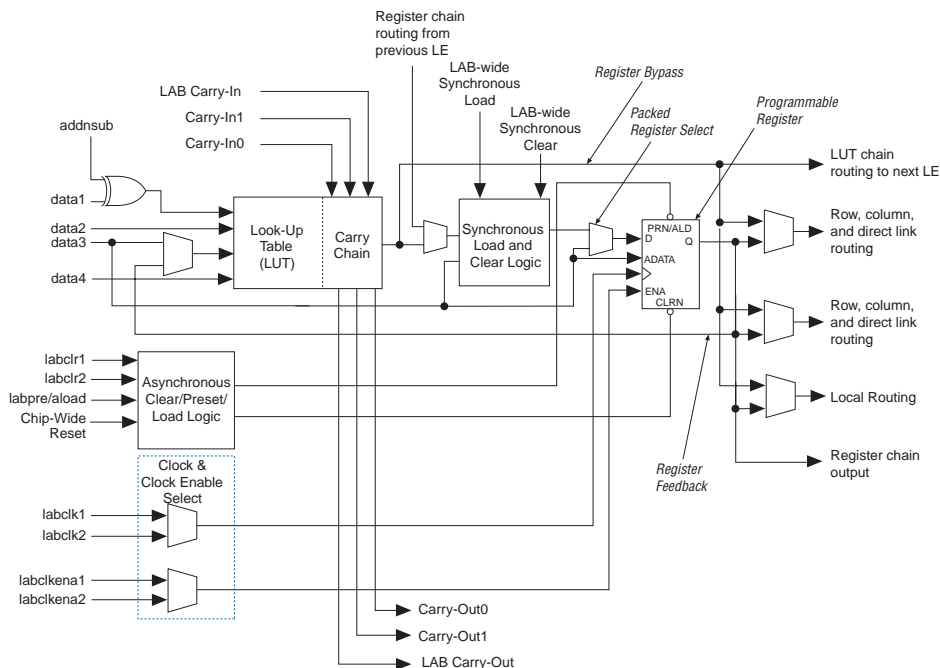 Register chain
routing from
previous LE
LAB-wide
Synchronous
Load
Register Bypass
Packed
Register Select
Programmable
Register
LAB Carry-In
Carry-In1
Carry-In0
LAB-wide
Synchronous
Clear
addnsub
data1
data2
data3
data4
LUT chain
routing to next LE
Look-Up
Table
(LUT)
Carry
Chain
Synchronous
Load and
Clear Logic
PRN/ALD
D
Q
ADATA
ENA
CLRN
Row, column,
and direct link
routing
Row, column,
and direct link
routing
labclr1
labclr2
labpre/aload
Chip-Wide
Reset
Asynchronous
Clear/Preset/
Load Logic
Local Routing
Register chain
output
Register
Feedback
Clock &
Clock Enable
Select
labclk1
labclk2
labclkena1
labclkena2
Carry-Out0
Carry-Out1
LAB Carry-Out